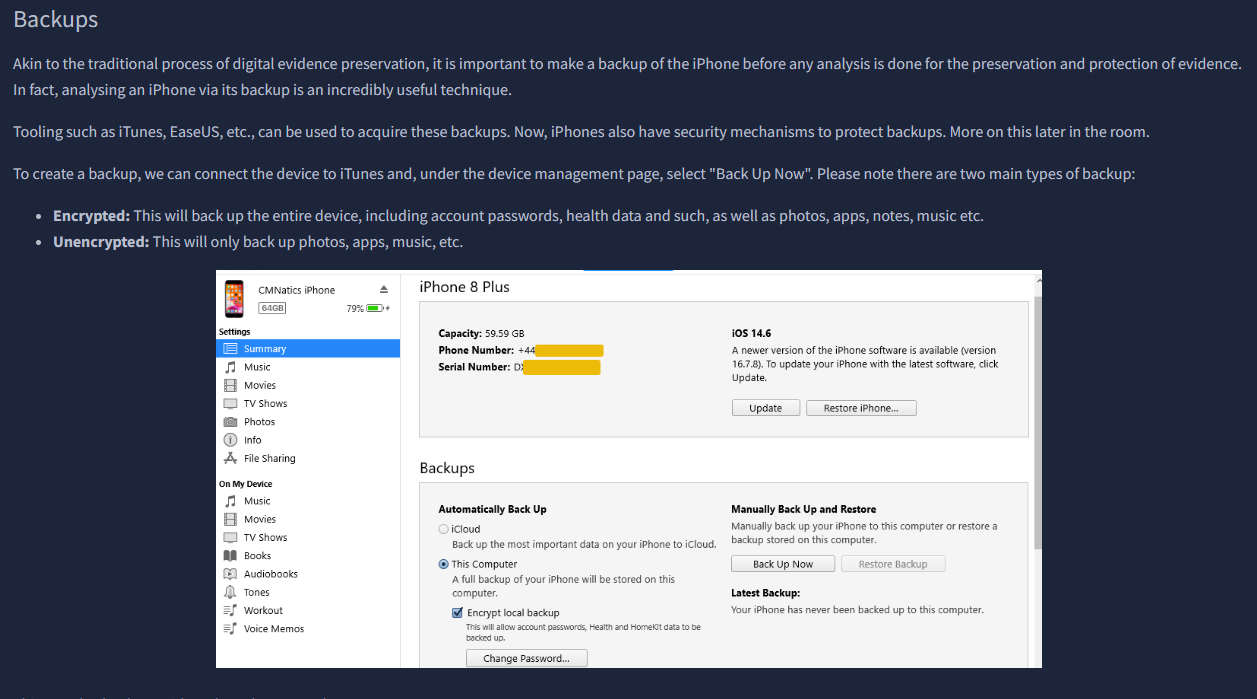 Backups
Akin to the traditional process of digital evidence preservation, it is important to make a backup of the iPhone before any analysis is done for the preservation and protection of evidence.
In fact, analysing an iPhone via its backup is an incredibly useful technique.
Tooling such as iTunes, EaseUS, etc., can be used to acquire these backups. Now, iPhones also have security mechanisms to protect backups. More on this later in the room.
To create a backup, we can connect the device to iTunes and, under the device management page, select "Back Up Now". Please note there are two main types of backup:
• Encrypted: This will back up the entire device, including account passwords, health data and such, as well as photos, apps, notes, music etc.
• Unencrypted: This will only back up photos, apps, music, etc.
CMNatics iPhone
64GB 79%
Settings
Summary
Music
Movies
TV Shows
Photos
Info
File Sharing
On My Device
Music
Movies
TV Shows
Books
Audiobooks
Tones
Workout
Voice Memos
iPhone 8 Plus
Capacity: 59.59 GB
Phone Number: +44
Serial Number: D
iOS 14.6
A newer version of the iPhone software is available (version
16.7.8). To update your iPhone with the latest software, click
Update.
Update Restore iPhone...
Backups
Automatically Back Up
iCloud
Back up the most important data on your iPhone to iCloud.
This Computer
A full backup of your iPhone will be stored on this
computer.
Encrypt local backup
This will allow account passwords, Health and HomeKit data to be
backed up.
Change Password...
Manually Back Up and Restore
Manually back up your iPhone to this computer or restore a
backup stored on this computer.
Back Up Now Restore Backup
Latest Backup:
Your iPhone has never been backed up to this computer.